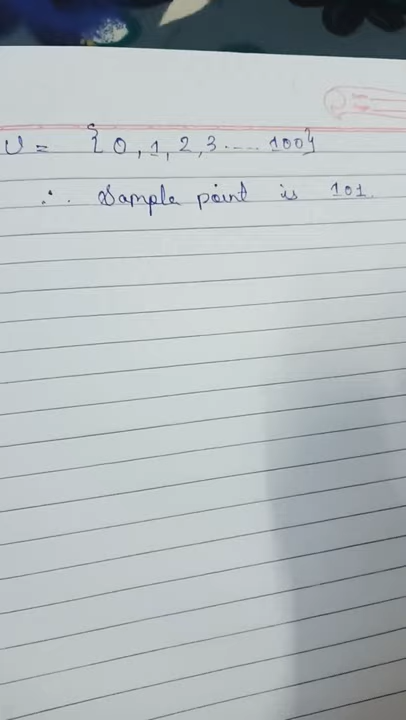 U = { 0, 1, 2, 3 ..... 100}
∴ Sample point is 101.